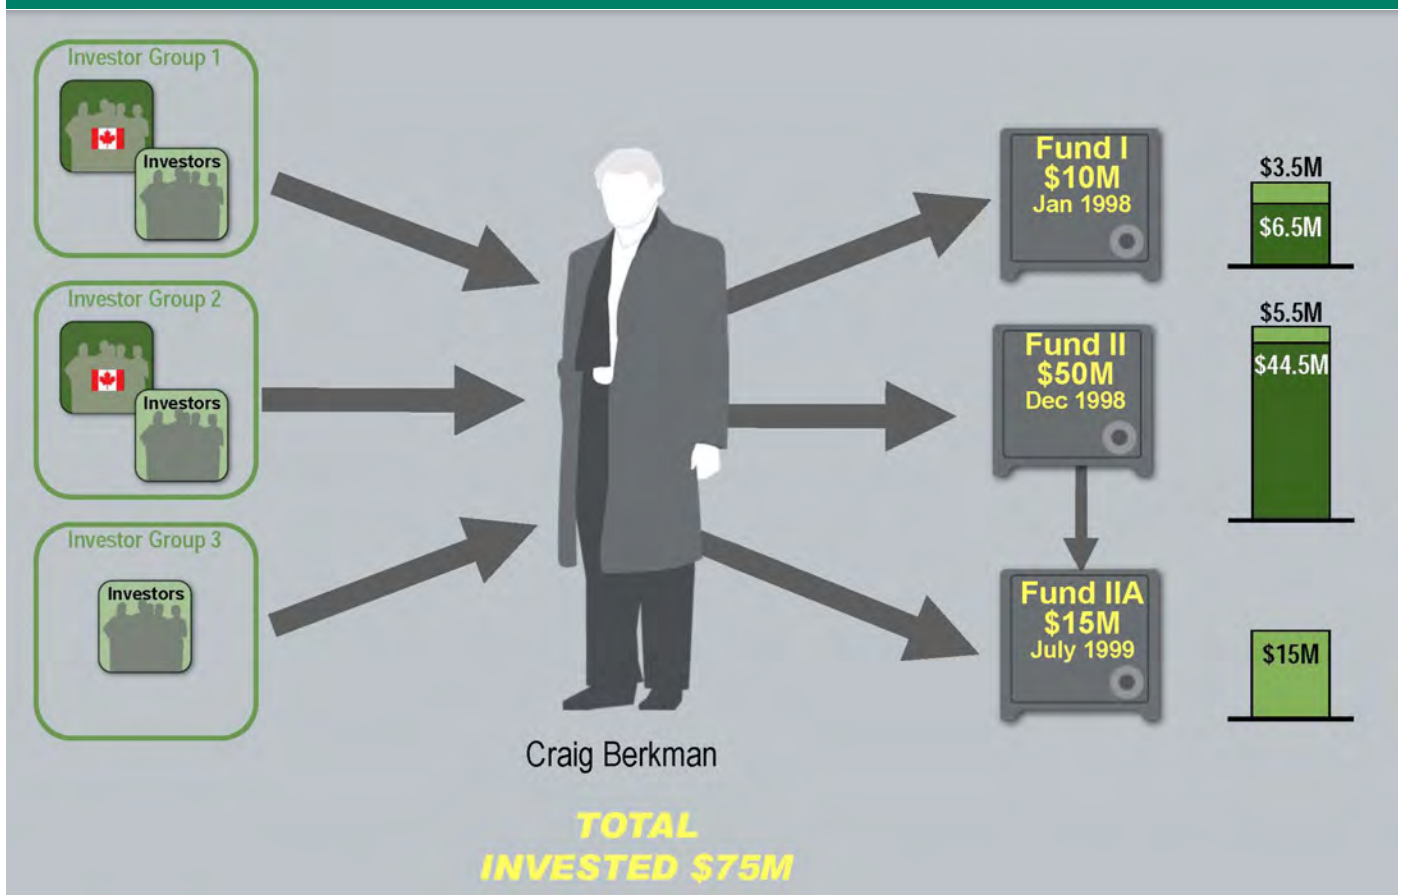 Investor Group 1
Investors
Investor Group 2
Investors
Investor Group 3
Investors
Craig Berkman
TOTAL
INVESTED $75M
Fund I
$10M
Jan 1998
$3.5M
$6.5M
Fund II
$50M
Dec 1998
$5.5M
$44.5M
Fund IIA
$15M
July 1999
$15M